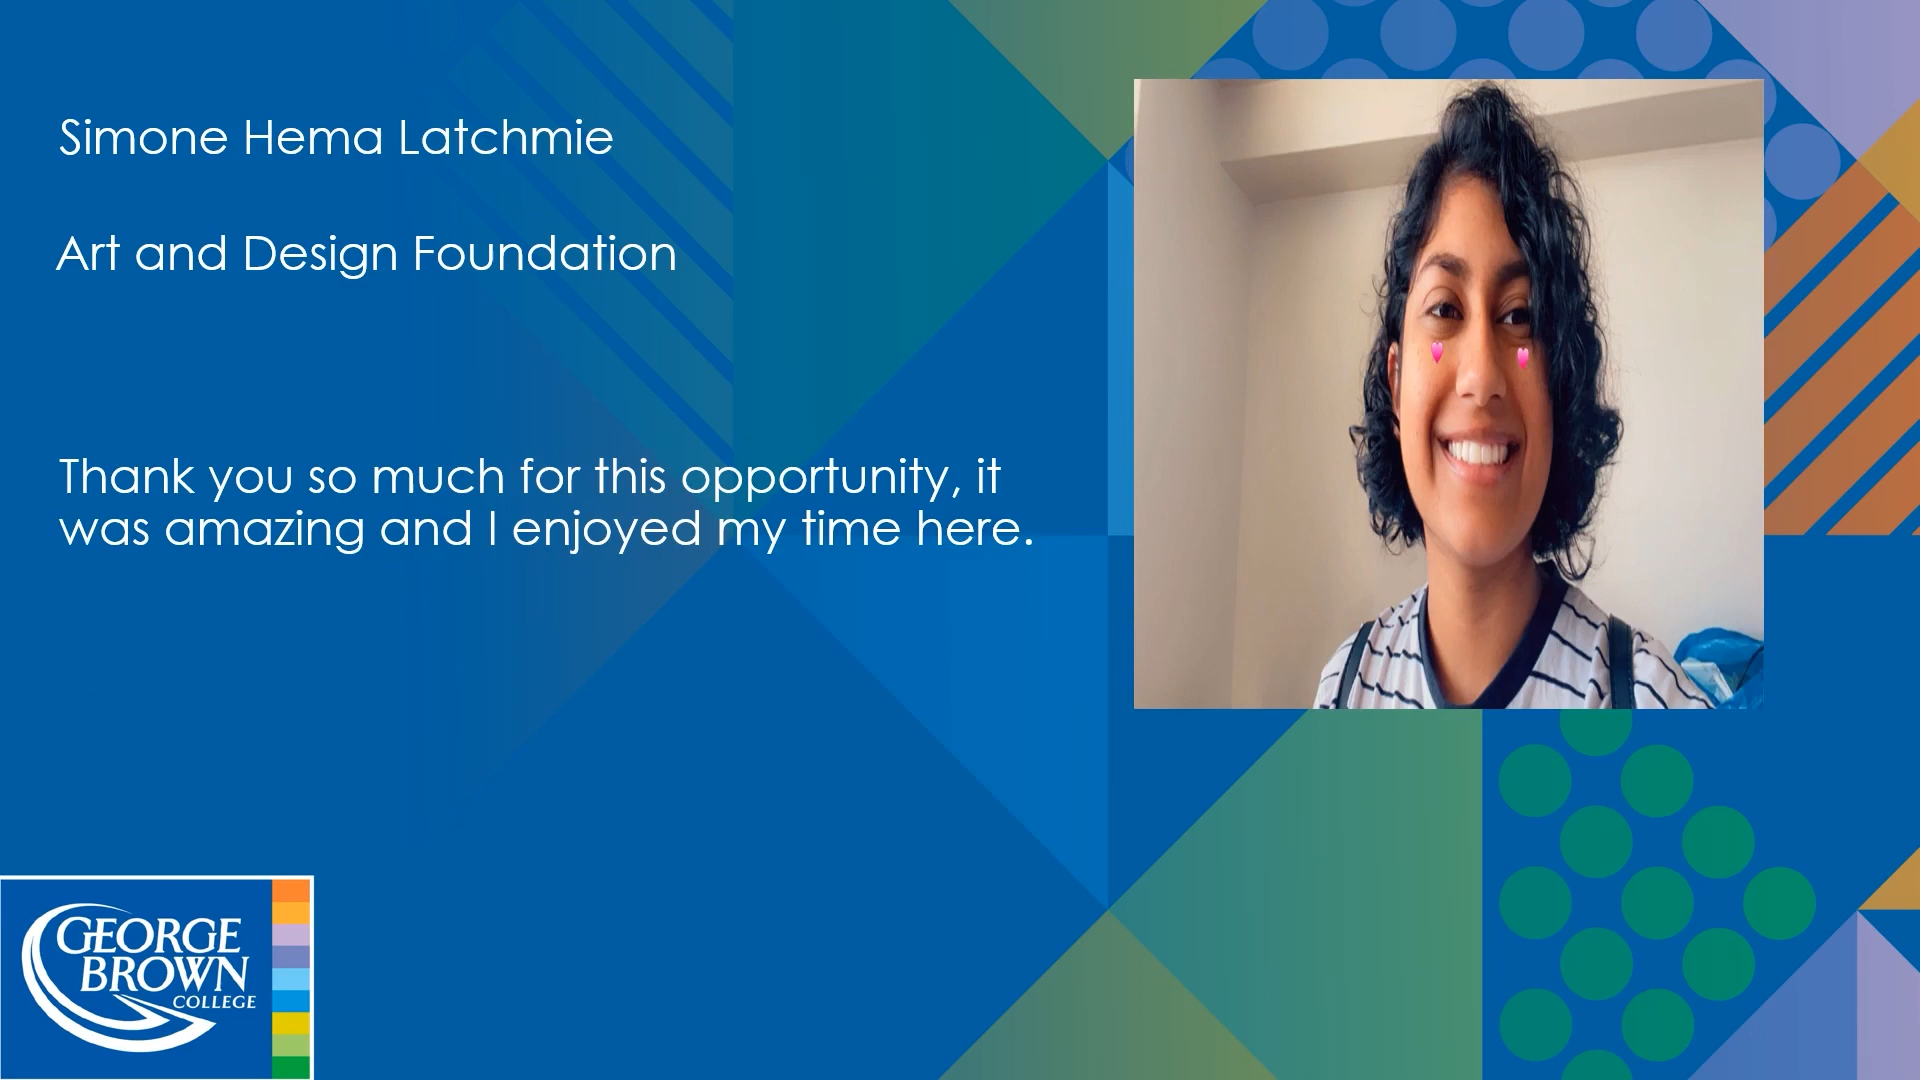 Simone Hema Latchmie
Art and Design Foundation
Thank you so much for this opportunity, it
was amazing and I enjoyed my time here.
GEORGE
BROWN
COLLEGE